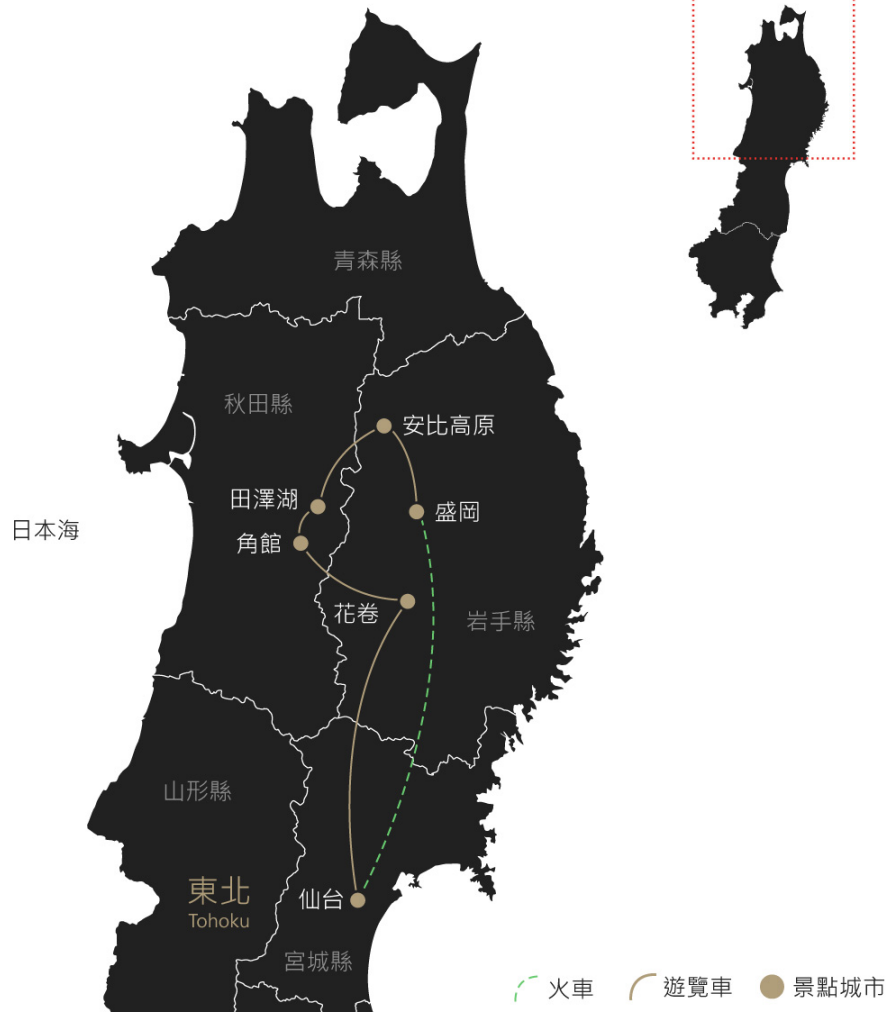 青森縣
秋田縣
安比高原
田澤湖
盛岡
日本海
角館
花卷
岩手縣
山形縣
東北
Tohoku
仙台
宮城縣
火車
遊覽車
景點城市